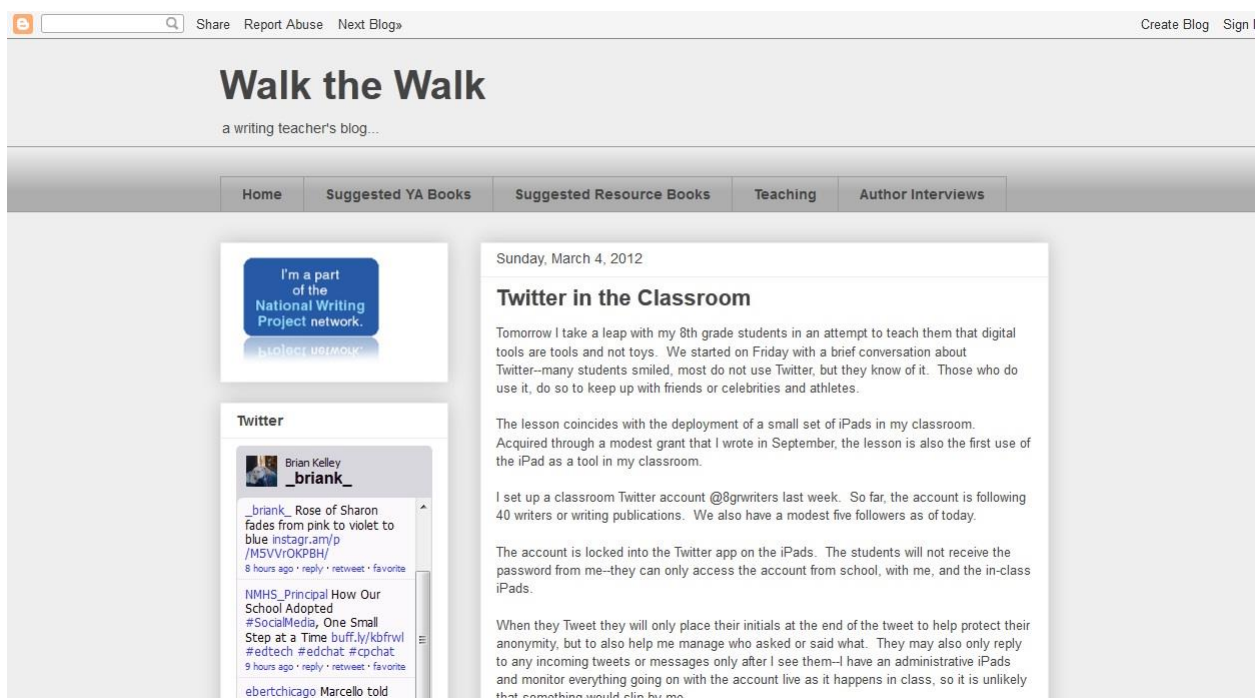 Share Report Abuse Next Blog»
Create Blog Sign I
Walk the Walk
a writing teacher's blog...
Home Suggested YA Books Suggested Resource Books Teaching Author Interviews
I'm a part
of the
National Writing
Project network.
Twitter
Brian Kelley
_briank_
_briank_ Rose of Sharon
fades from pink to violet to
blue instagr.am/p
/M5VVrOKPBH/
8 hours ago · reply · retweet · favorite
NMHS_Principal How Our
School Adopted
#SocialMedia, One Small
Step at a Time buff.ly/kbfrwl
#edtech #edchat #cpchat
9 hours ago · reply · retweet · favorite
ebertchicago Marcello told
Sunday, March 4, 2012
Twitter in the Classroom
Tomorrow I take a leap with my 8th grade students in an attempt to teach them that digital
tools are tools and not toys. We started on Friday with a brief conversation about
Twitter--many students smiled, most do not use Twitter, but they know of it. Those who do
use it, do so to keep up with friends or celebrities and athletes.
The lesson coincides with the deployment of a small set of iPads in my classroom.
Acquired through a modest grant that I wrote in September, the lesson is also the first use of
the iPad as a tool in my classroom.
I set up a classroom Twitter account @8grwriters last week. So far, the account is following
40 writers or writing publications. We also have a modest five followers as of today.
The account is locked into the Twitter app on the iPads. The students will not receive the
password from me--they can only access the account from school, with me, and the in-class
iPads.
When they Tweet they will only place their initials at the end of the tweet to help protect their
anonymity, but to also help me manage who asked or said what. They may also only reply
to any incoming tweets or messages only after I see them--I have an administrative iPads
and monitor everything going on with the account live as it happens in class, so it is unlikely
that something would slip by me